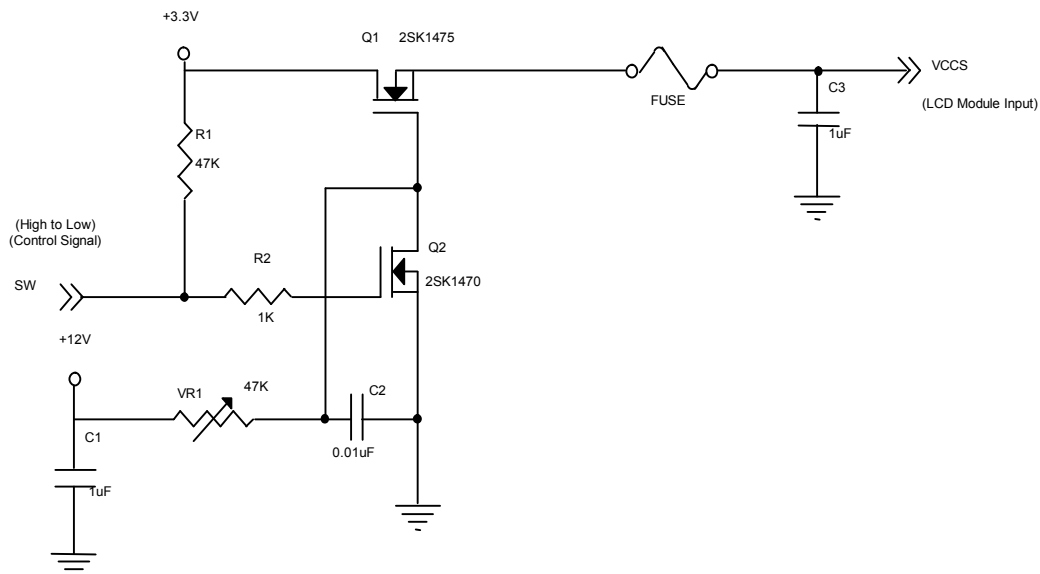 +3.3V
Q1 2SK1475
VCCS
FUSE
C3
(LCD Module Input)
R1
1uF
47K
(High to Low)
(Control Signal)
Q2
R2
SW
2SK1470
1K
+12V
VR1
47K
C2
C1
0.01uF
1uF